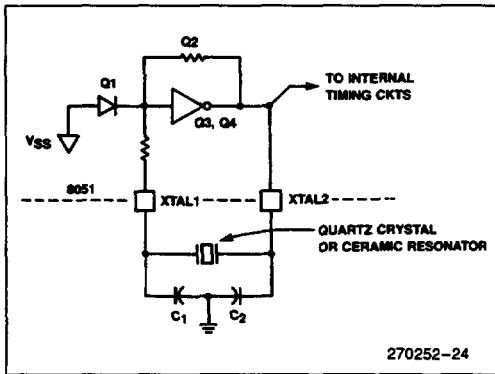 Q2
TO INTERNAL
TIMING CKTS
Q1
Q3, Q4
VSS
8051
XTAL1
XTAL2
QUARTZ CRYSTAL
OR CERAMIC RESONATOR
C1
C2
270252-24